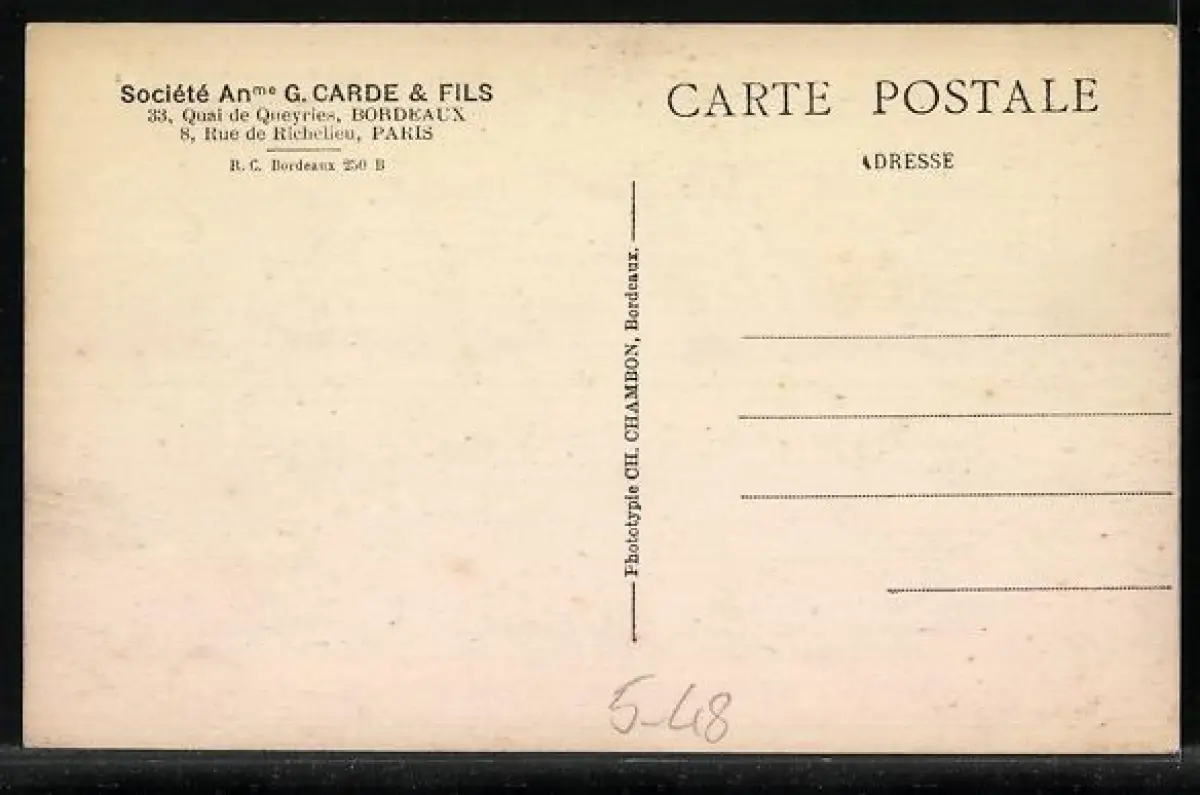 Société Anme G. CARDE & FILS
33, Quai de Queyries, BORDEAUX
8, Rue de Richelieu, PARIS
R. C. Bordeaux 250 B
CARTE POSTALE
ADRESSE
Phototypie CH. CHAMBON, Bordeaux.
5-48